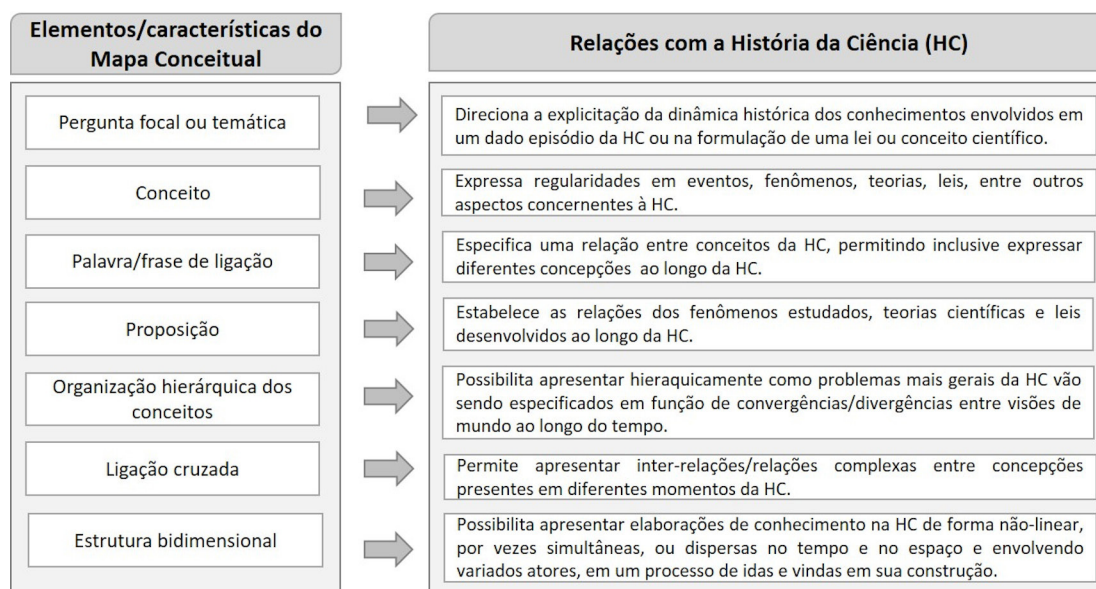 Elementos/características do
Mapa Conceitual
Relações com a História da Ciência (HC)
Pergunta focal ou temática
Direciona a explicitação da dinâmica histórica dos conhecimentos envolvidos em
um dado episódio da HC ou na formulação de uma lei ou conceito científico.
Conceito
Expressa regularidades em eventos, fenômenos, teorias, leis, entre outros
aspectos concernentes à HC.
Palavra/frase de ligação
Especifica uma relação entre conceitos da HC, permitindo inclusive expressar
diferentes concepções ao longo da HC.
Proposição
Estabelece as relações dos fenômenos estudados, teorias científicas e leis
desenvolvidos ao longo da HC.
Organização hierárquica dos
conceitos
Possibilita apresentar hieraquicamente como problemas mais gerais da HC vão
sendo especificados em função de convergências/divergências entre visões de
mundo ao longo do tempo.
Ligação cruzada
Permite apresentar inter-relações/relações complexas entre concepções
presentes em diferentes momentos da HC.
Estrutura bidimensional
Possibilita apresentar elaborações de conhecimento na HC de forma não-linear,
por vezes simultâneas, ou dispersas no tempo e no espaço e envolvendo
variados atores, em um processo de idas e vindas em sua construção.